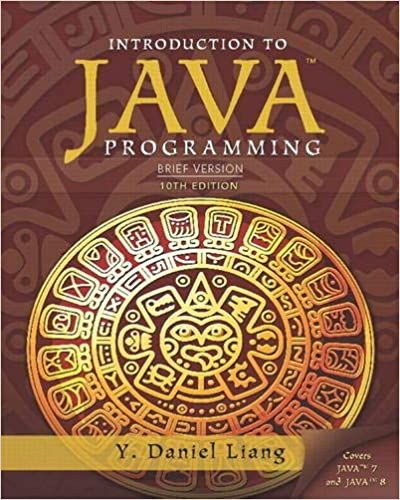 INTRODUCTION TO
JAVA™
PROGRAMMING
BRIEF VERSION
10TH EDITION
Y. Daniel Liang
Covers
JAVA™ 7
and JAVA™ 8